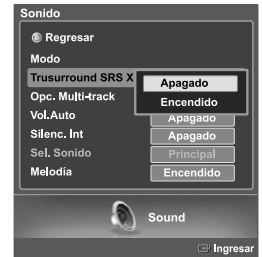 Sonido
Regresar
Modo
Trusurround SRS X
Apagado
Opc. Multi-track
Encendido
Vol.Auto
Apagado
Silenc. Int
Apagado
Sel. Sonido
Principal
Melodía
Encendido
Sound
Ingresar